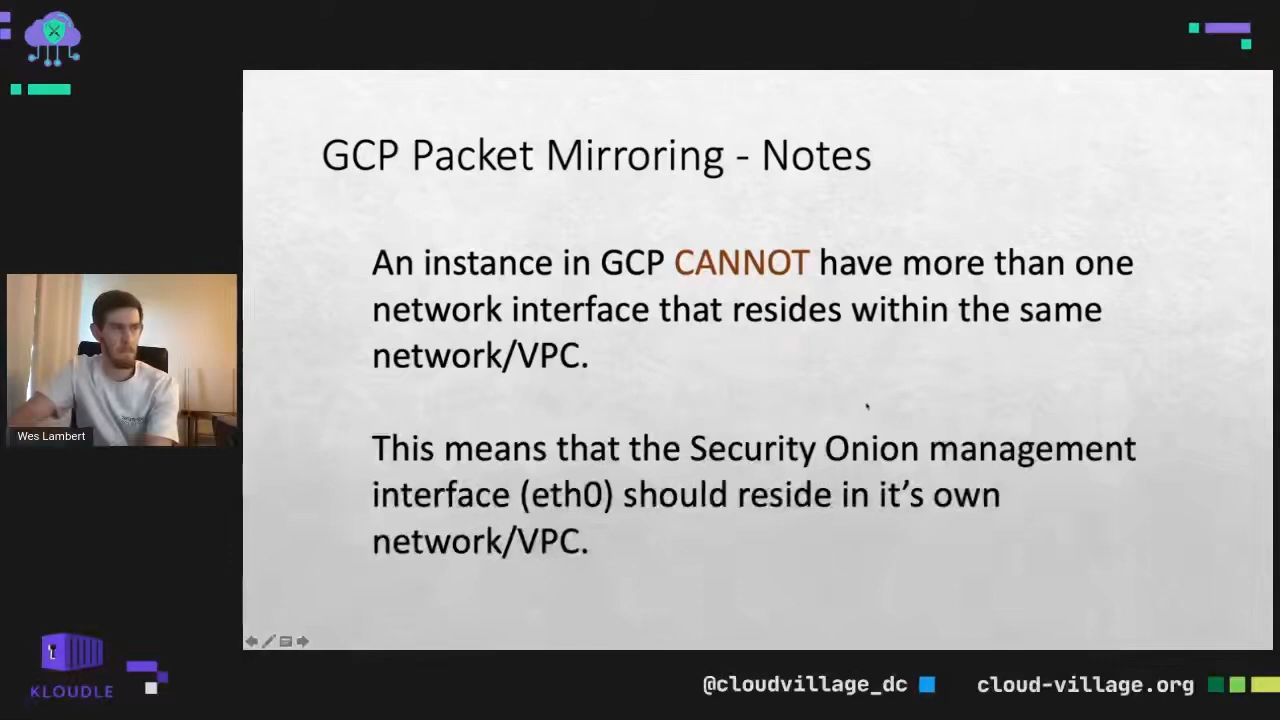 GCP Packet Mirroring - Notes
An instance in GCP CANNOT have more than one
network interface that resides within the same
network/VPC.
This means that the Security Onion management
interface (eth0) should reside in it’s own
network/VPC.
Wes Lambert
KLOUDLE
@cloudvillage_dc
cloud-village.org